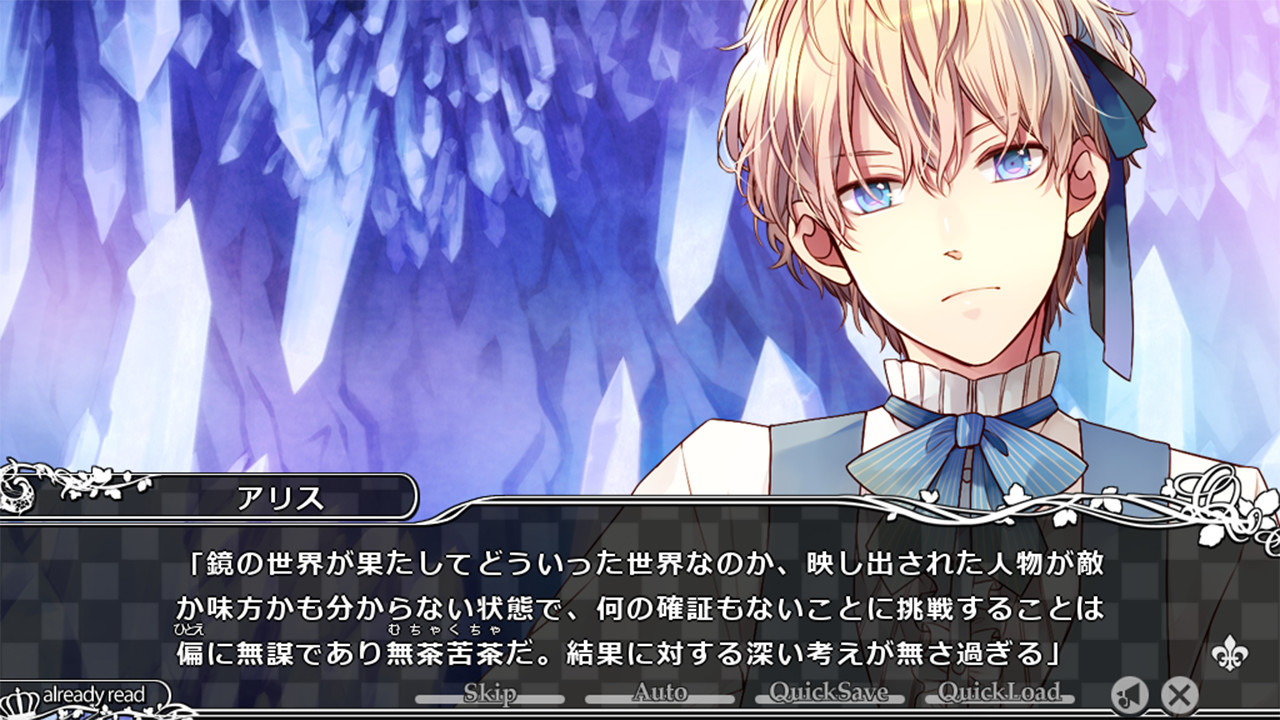 アリス
「鏡の世界が果たしてどういった世界なのか、映し出された人物が敵
か味方かも分からない状態で、何の確証もないことに挑戦することは
ひとえ むちゃくちゃ
偏に無謀であり無茶苦茶だ。結果に対する深い考えが無さ過ぎる」
already read Skip Auto QuickSave QuickLoad